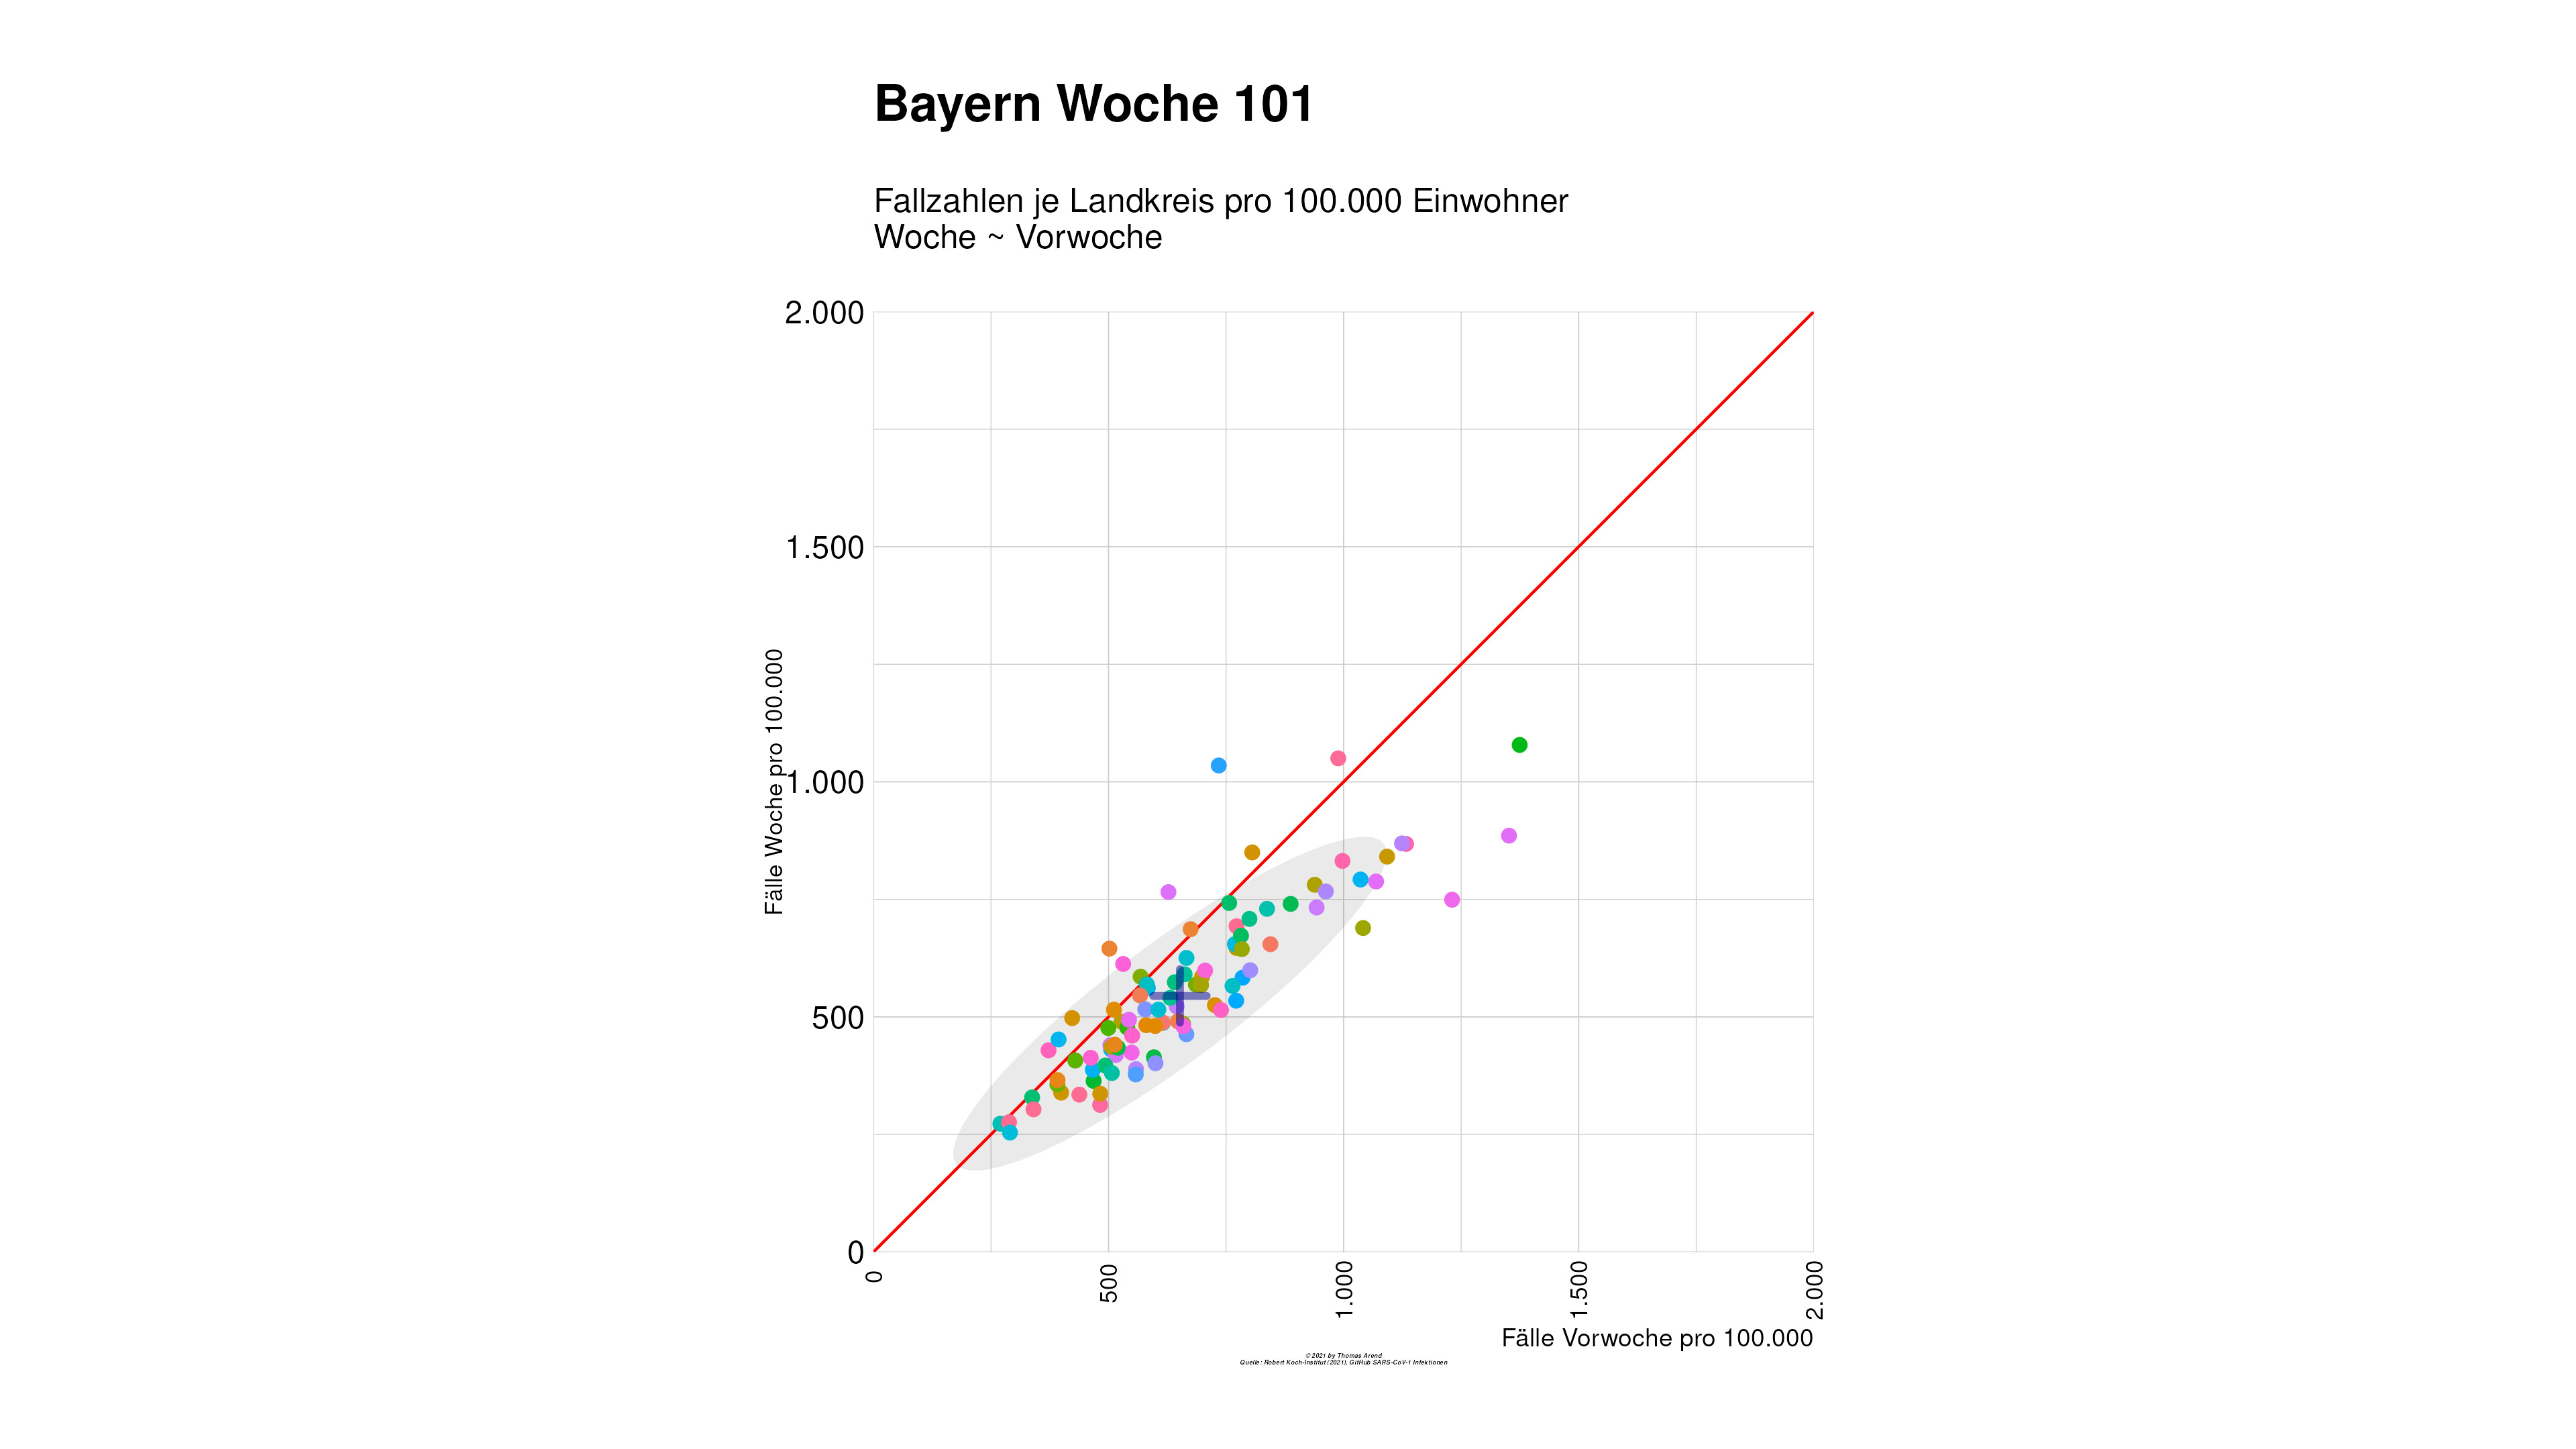 Bayern Woche 101
Fallzahlen je Landkreis pro 100.000 Einwohner
Woche ~ Vorwoche
2.000
1.500
1.000
500
0
Fälle Woche pro 100.000
0
500
1.000
1.500
2.000
Fälle Vorwoche pro 100.000
© 2021 by Thomas Arend
Quelle: Robert Koch-Institut (2021), GitHub SARS-CoV-1 Infektionen